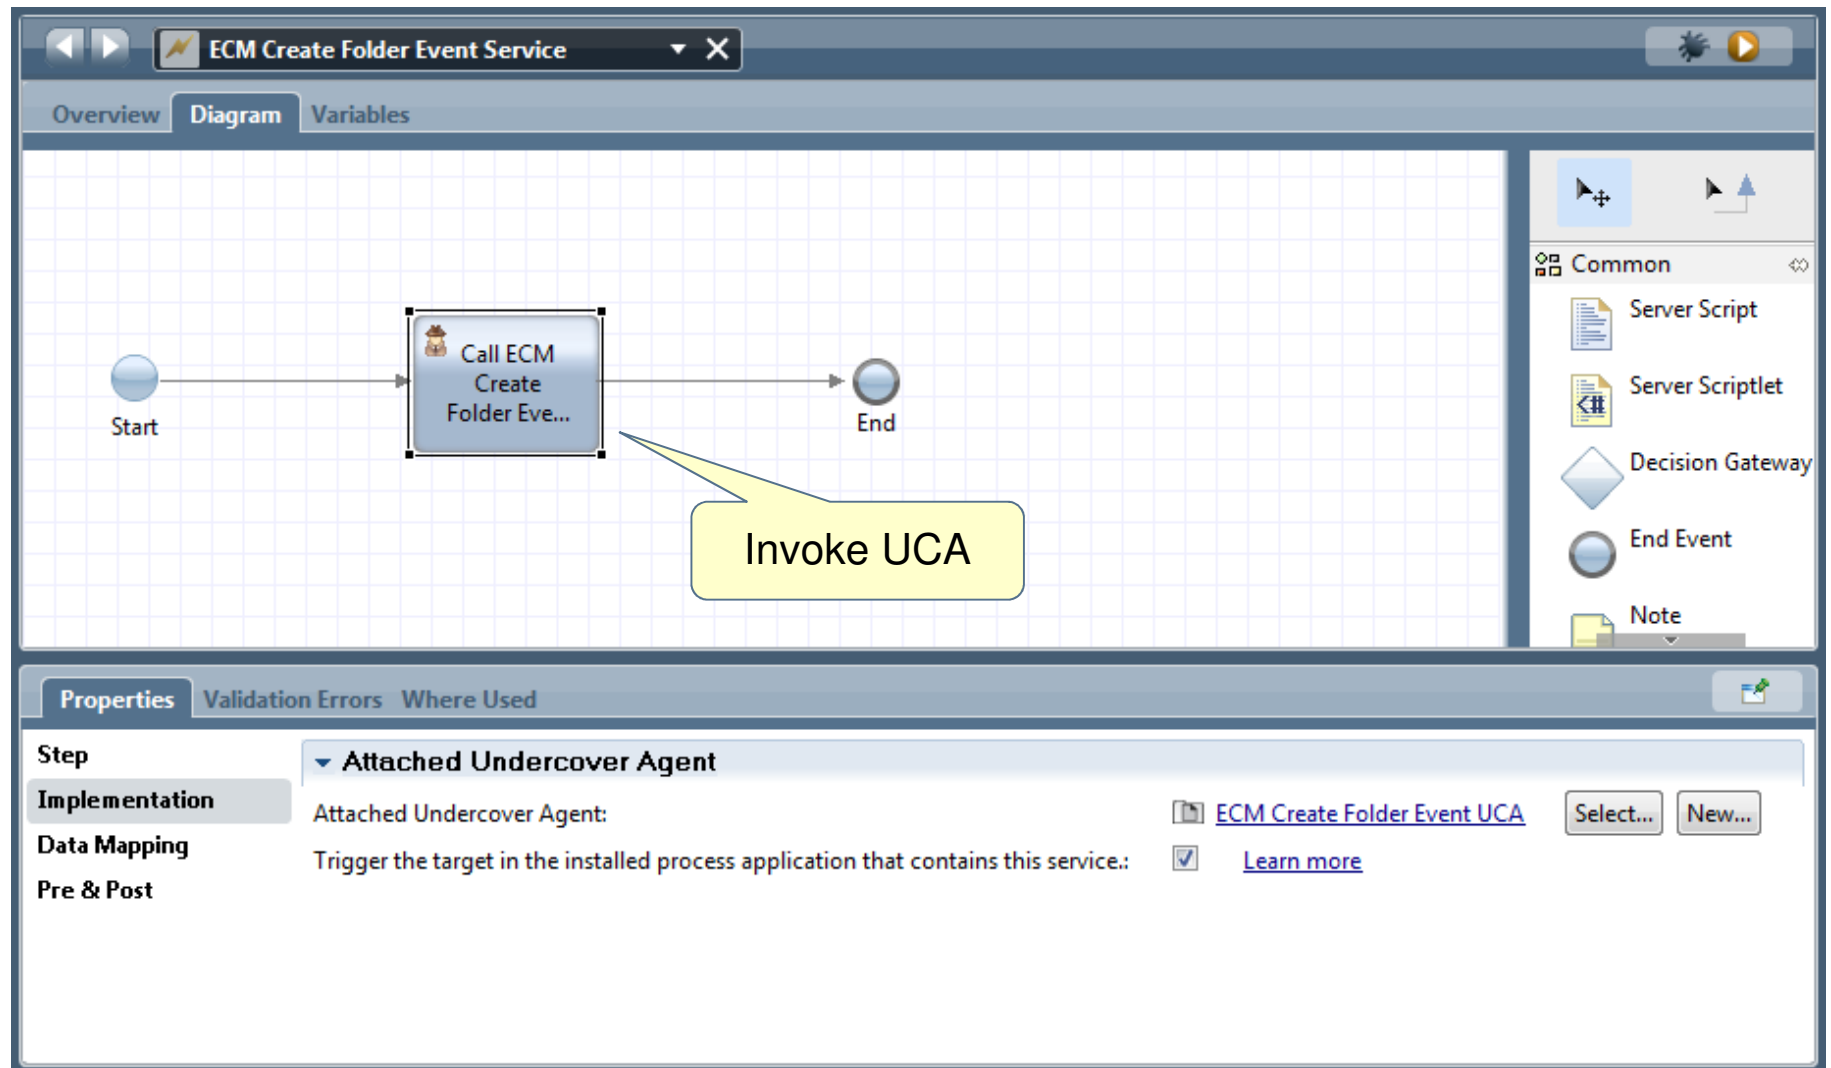 ECM Create Folder Event Service
Overview
Diagram
Variables
Common
Server Script
Server Scriptlet
Decision Gateway
End Event
Note
Call ECM
Create
Folder Eve...
Start
End
Invoke UCA
Properties
Validation Errors
Where Used
Step
Implementation
Data Mapping
Pre & Post
Attached Undercover Agent
Attached Undercover Agent:
ECM Create Folder Event UCA
Select...
New...
Trigger the target in the installed process application that contains this service.:
Learn more